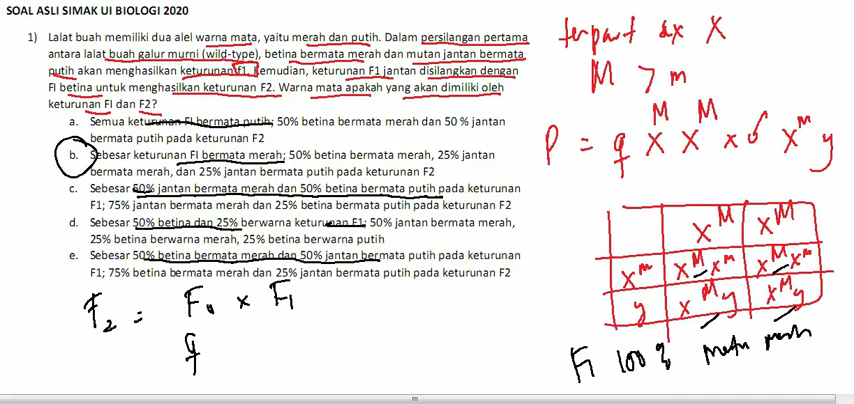 SOAL ASLI SIMAK UI BIOLOGI 2020
1) Lalat buah memiliki dua alel warna mata, yaitu merah dan putih. Dalam persilangan pertama
antara lalat buah galur murni (wild-type), betina bermata merah dan mutan jantan bermata
putih akan menghasilkan keturunan f1. Kemudian, keturunan F1 jantan disilangkan dengan
FI betina untuk menghasilkan keturunan F2. Warna mata apakah yang akan dimiliki oleh
keturunan FI dan F2?
a. Semua keturunan FI bermata putih; 50% betina bermata merah dan 50 % jantan
bermata putih pada keturunan F2
b. Sebesar keturunan FI bermata merah; 50% betina bermata merah, 25% jantan
bermata merah, dan 25% jantan bermata putih pada keturunan F2
c. Sebesar 50% jantan bermata merah dan 50% betina bermata putih pada keturunan
F1; 75% jantan bermata merah dan 25% betina bermata putih pada keturunan F2
d. Sebesar 50% betina dan 25% berwarna keturunan F1; 50% jantan bermata merah,
25% betina berwarna merah, 25% betina berwarna putih
e. Sebesar 50% betina bermata merah dan 50% jantan bermata putih pada keturunan
F1; 75% betina bermata merah dan 25% jantan bermata putih pada keturunan F2
X
M > m
P = ♀ X^M X^M x ♂ X^m y
X^M X^M
X^m X^M X^m X^M X^m
y X^M y X^M y
F1 100% mata merah
F2 = F1 x F1
♀